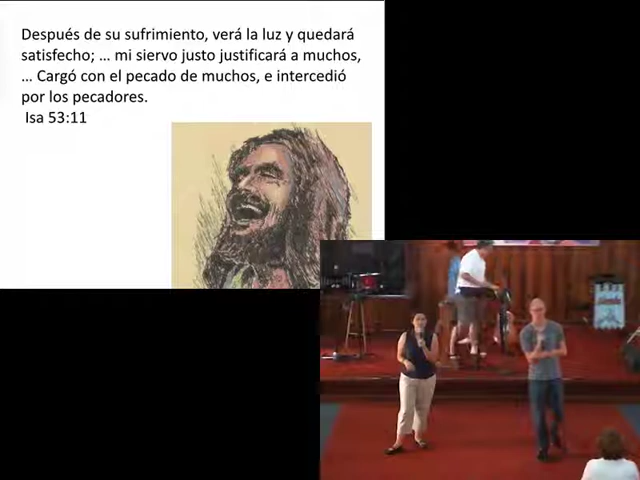 Después de su sufrimiento, verá la luz y quedará
satisfecho; ... mi siervo justo justificará a muchos,
... Cargó con el pecado de muchos, e intercedió
por los pecadores.
Isa 53:11